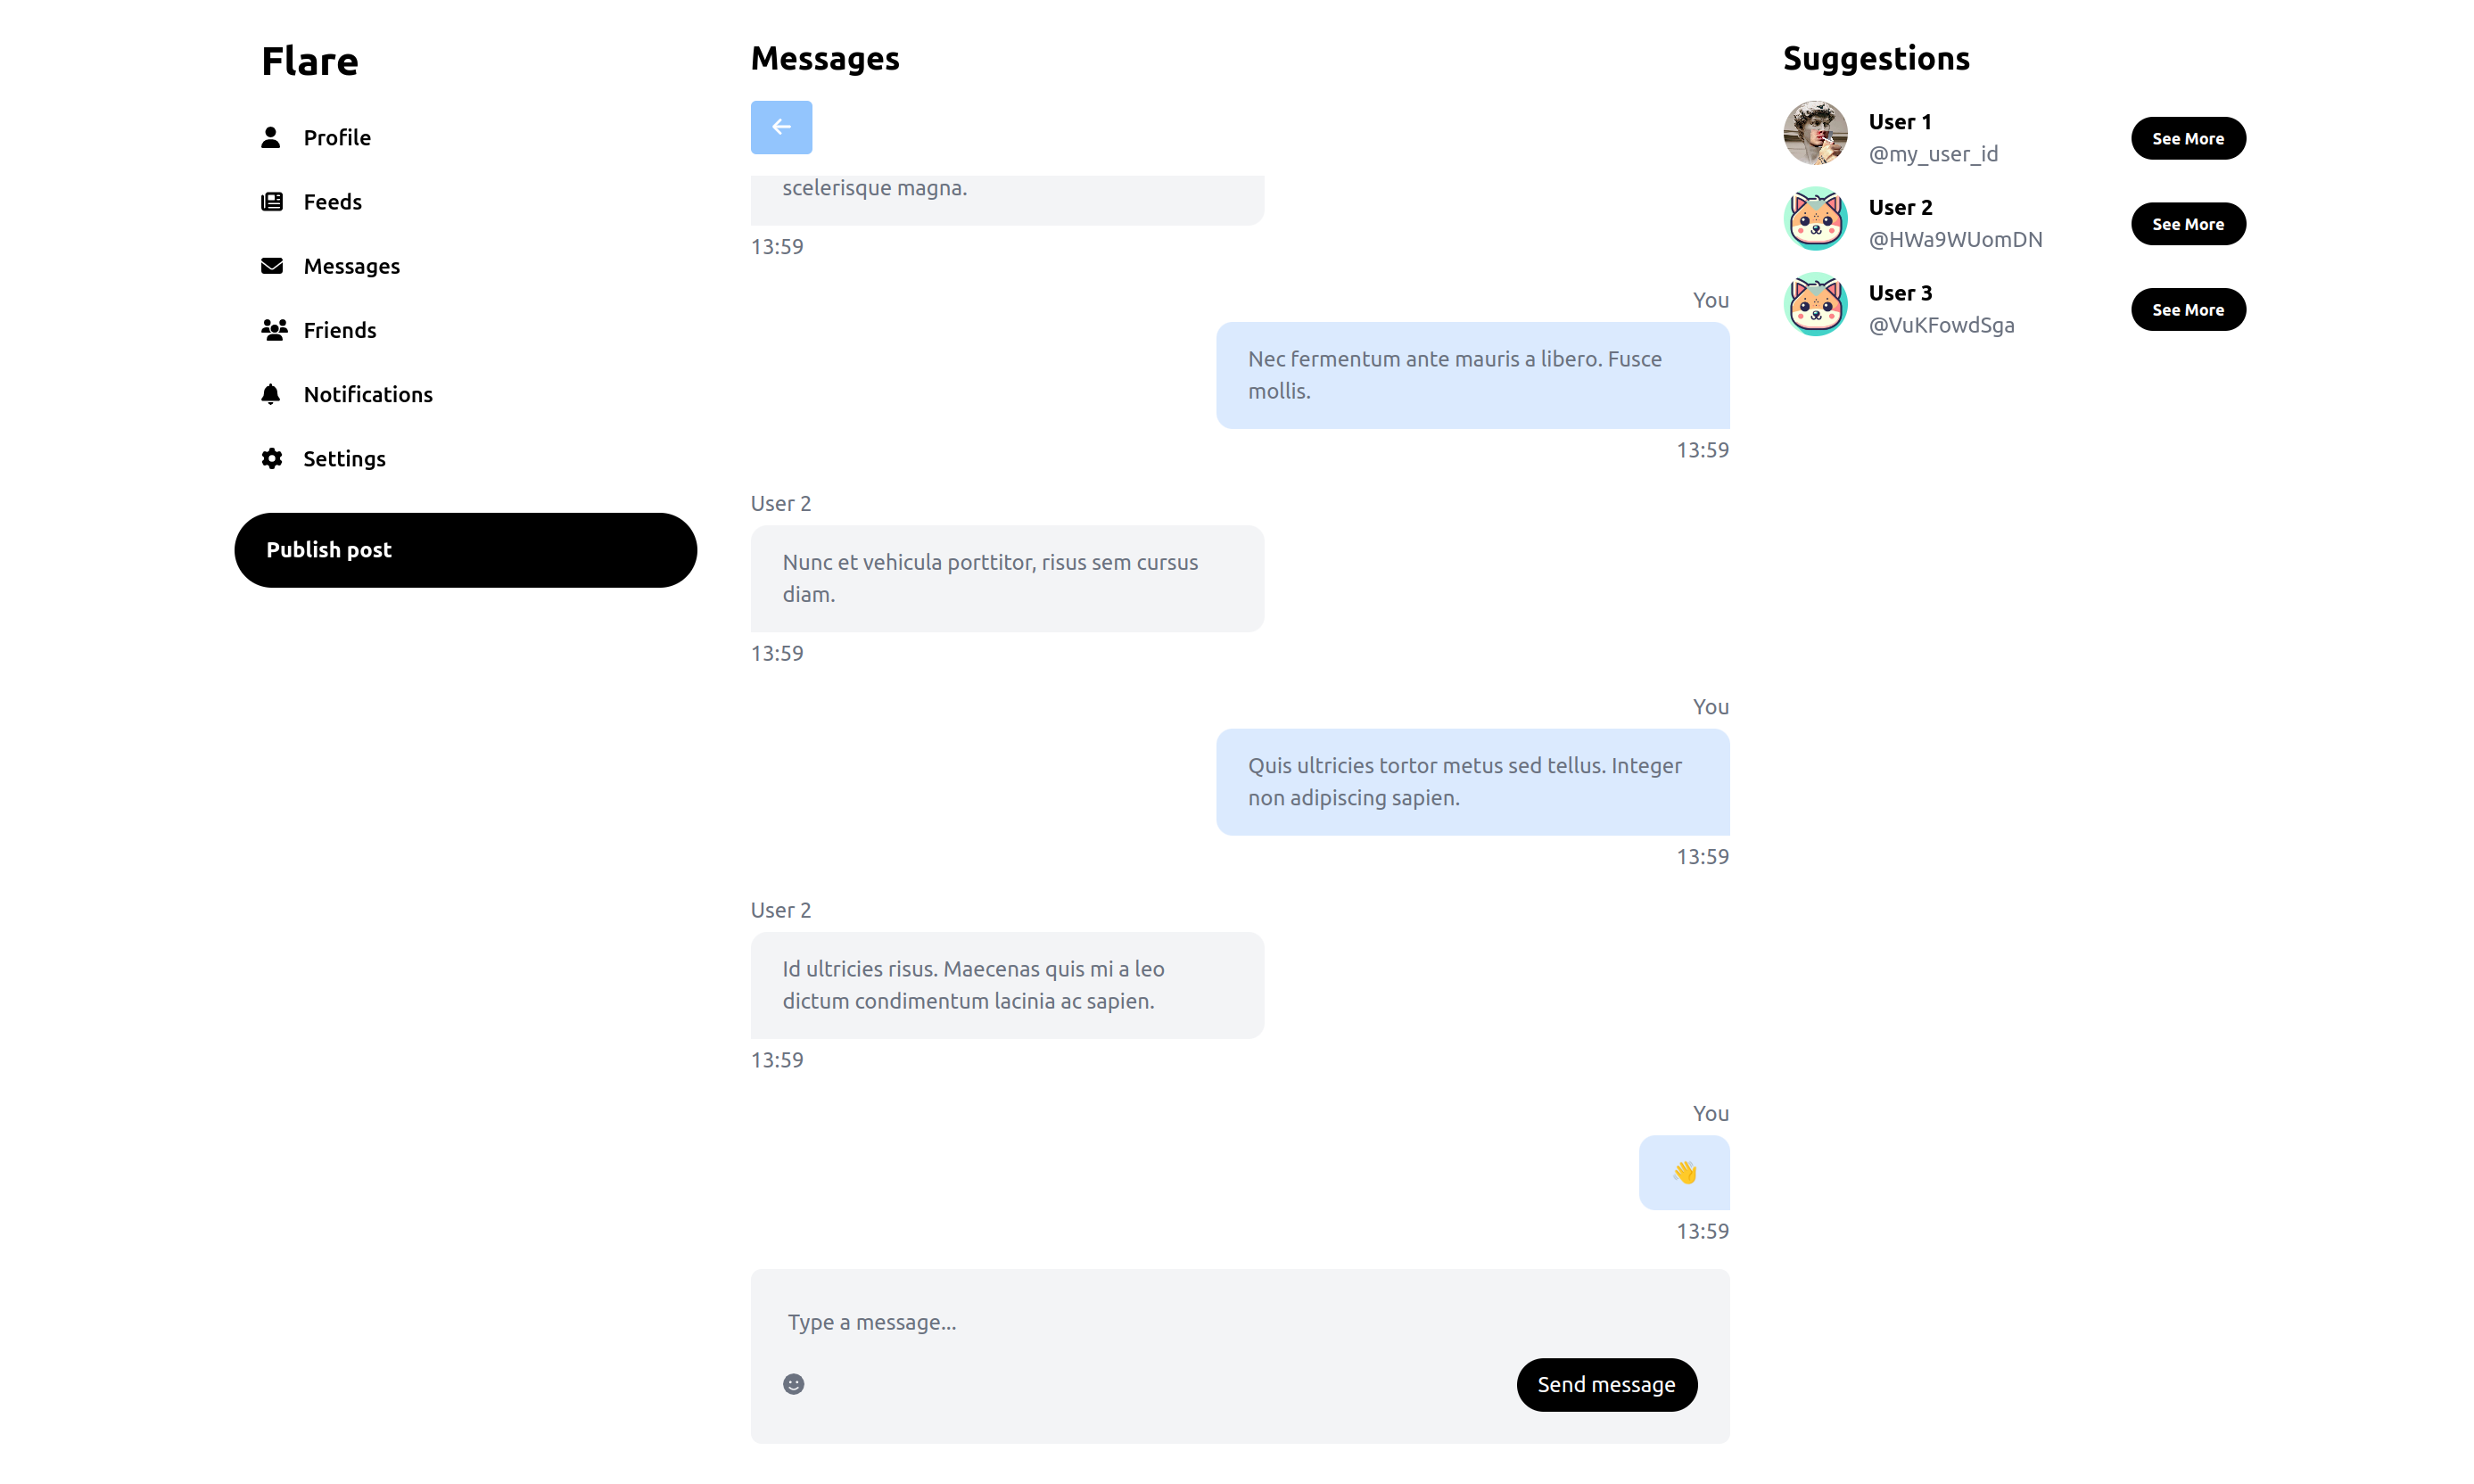 Flare
Profile
Feeds
Messages
Friends
Notifications
Settings
Publish post
Messages
scelerisque magna.
13:59
You
Nec fermentum ante mauris a libero. Fusce
mollis.
13:59
User 2
Nunc et vehicula porttitor, risus sem cursus
diam.
13:59
You
Quis ultricies tortor metus sed tellus. Integer
non adipiscing sapien.
13:59
User 2
Id ultricies risus. Maecenas quis mi a leo
dictum condimentum lacinia ac sapien.
13:59
You
👋
13:59
Type a message...
Send message
Suggestions
User 1
@my_user_id
See More
User 2
@HWa9WUomDN
See More
User 3
@VuKFowdSga
See More